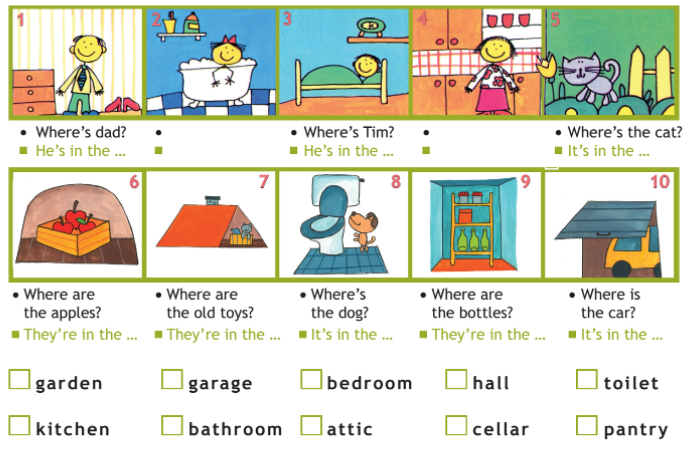 1 2 3 4 5
• Where's dad? • • Where's Tim? • • Where's the cat?
■ He's in the ... ■ ■ He's in the ... ■ ■ It's in the ...
6 7 8 9 10
• Where are • Where are • Where's • Where are • Where is
the apples? the old toys? the dog? the bottles? the car?
■ They're in the ... ■ They're in the ... ■ It's in the ... ■ They're in the ... ■ It's in the ...
garden garage bedroom hall toilet
kitchen bathroom attic cellar pantry